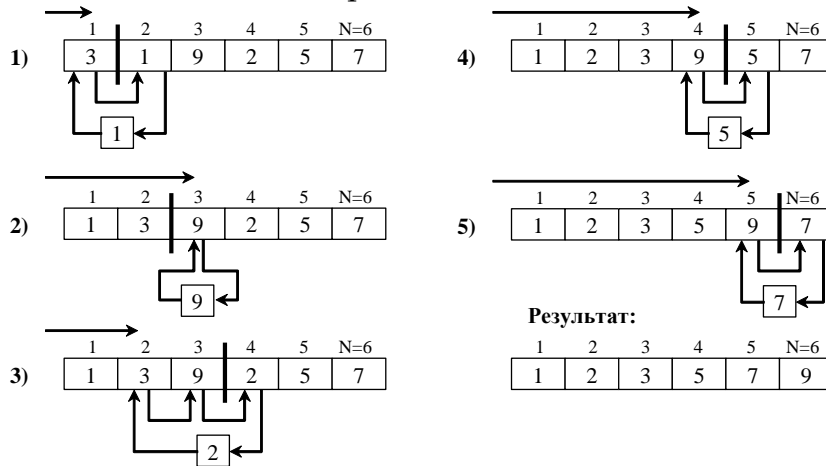 1 2 3 4 5 N=6
1) 3 1 9 2 5 7
1
1 2 3 4 5 N=6
2) 1 3 9 2 5 7
9
1 2 3 4 5 N=6
3) 1 3 9 2 5 7
2
1 2 3 4 5 N=6
4) 1 2 3 9 5 7
5
1 2 3 4 5 N=6
5) 1 2 3 5 9 7
7
Результат:
1 2 3 4 5 N=6
1 2 3 5 7 9